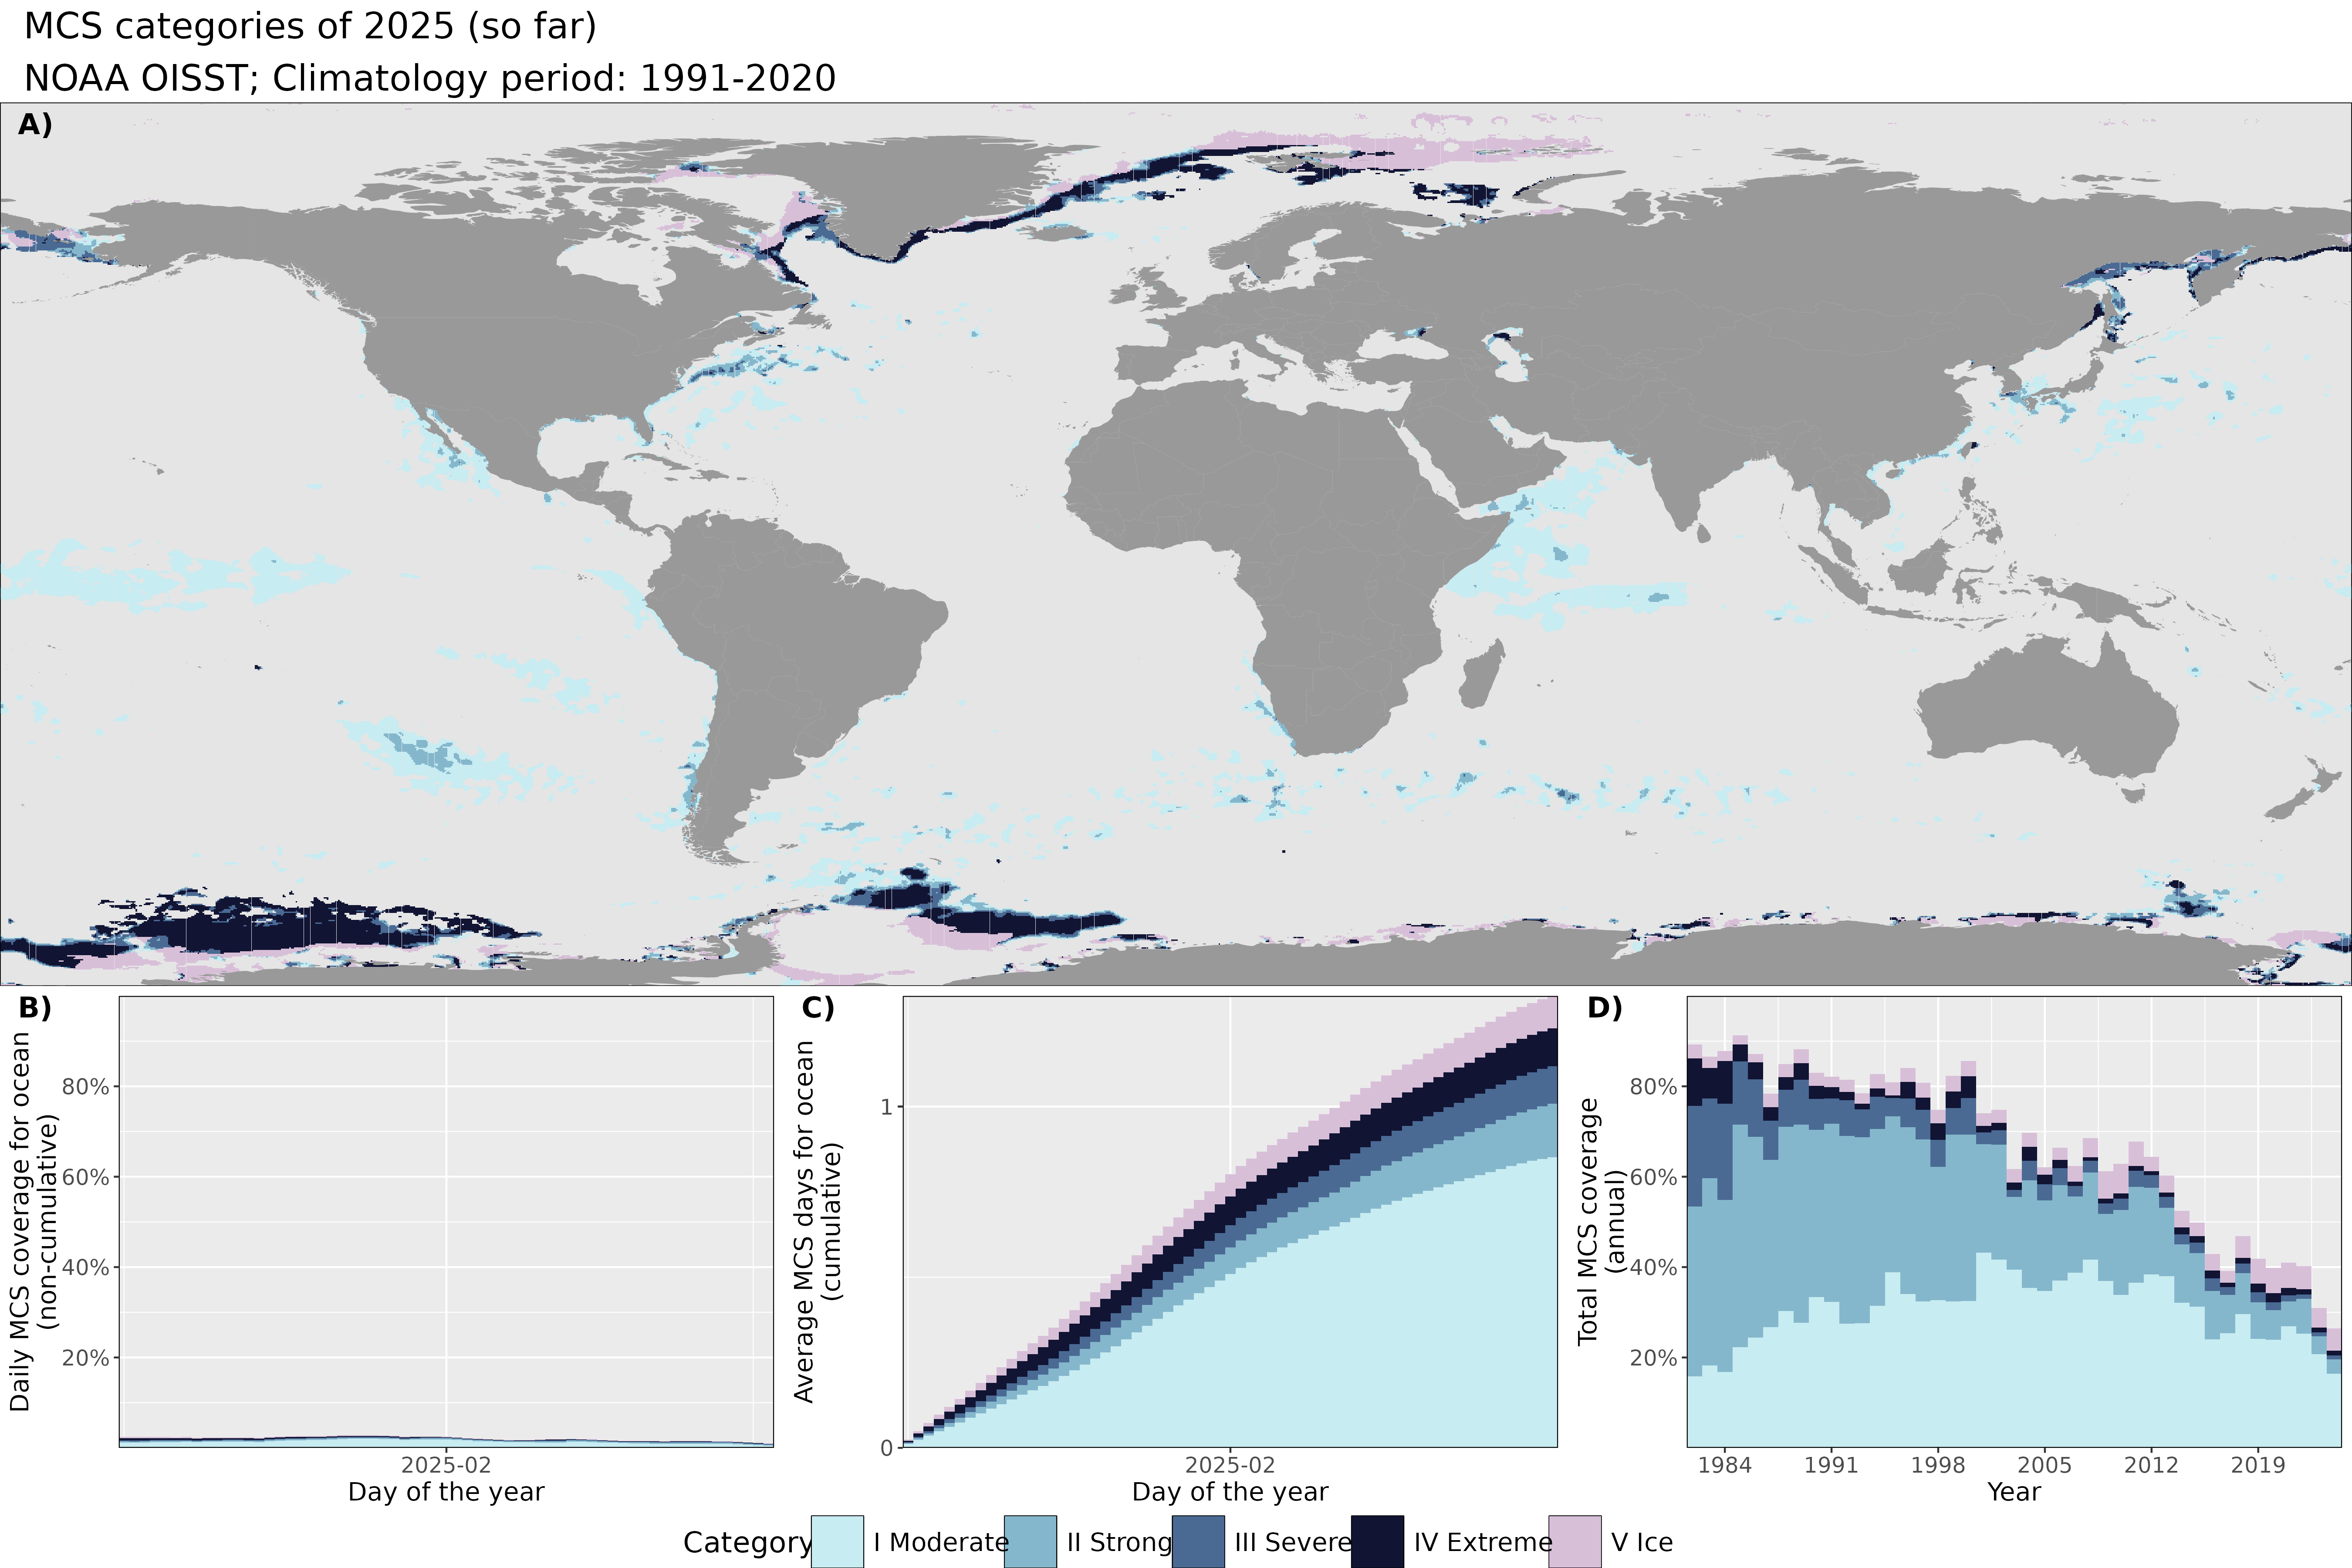 MCS categories of 2025 (so far)
NOAA OISST; Climatology period: 1991-2020
A)
B)
Daily MCS coverage for ocean
(non-cumulative)
80%
60%
40%
20%
2025-02
Day of the year
C)
Average MCS days for ocean
(cumulative)
1
0
2025-02
Day of the year
D)
Total MCS coverage
(annual)
80%
60%
40%
20%
1984 1991 1998 2005 2012 2019
Year
Category I Moderate II Strong III Severe IV Extreme V Ice